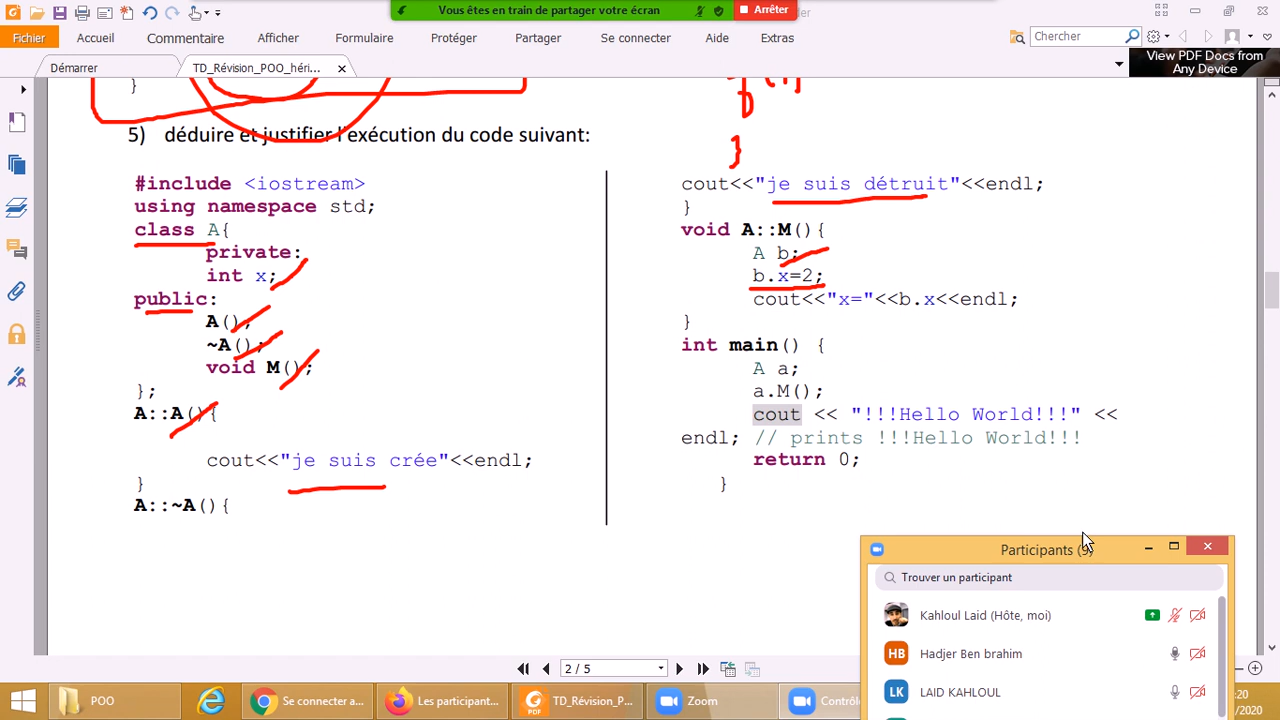 Vous êtes en train de partager votre écran
Arrêter
Fichier
Accueil
Commentaire
Afficher
Formulaire
Protéger
Partager
Se connecter
Aide
Extras
Chercher
Démarrer
TD_Révision_POO_héri...
View PDF Docs from
Any Device
}
}
5) déduire et justifier l'exécution du code suivant:
#include <iostream>
using namespace std;
class A{
private:
int x;
public:
A();
~A();
void M();
};
A::A(){
cout<<"je suis crée"<<endl;
}
A::~A(){
cout<<"je suis détruit"<<endl;
}
void A::M(){
A b;
b.x=2;
cout<<"x="<<b.x<<endl;
}
int main() {
A a;
a.M();
cout << "!!!Hello World!!!" <<
endl; // prints !!!Hello World!!!
return 0;
}
Participants (9)
Trouver un participant
Kahloul Laid (Hôte, moi)
HB
Hadjer Ben brahim
LK
LAID KAHLOUL
2 / 5
POO
Se connecter a...
Les participant...
TD_Révision_P...
Zoom